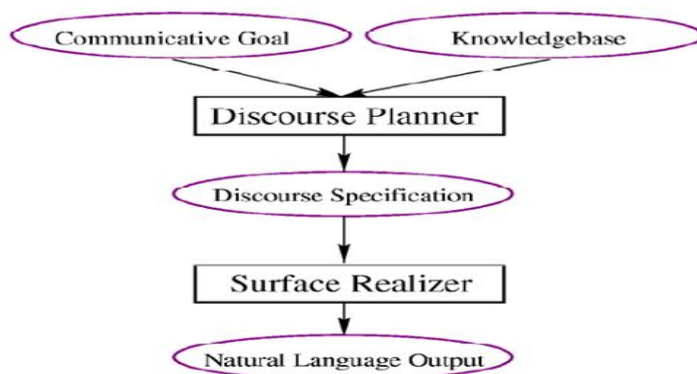 Communicative Goal
Knowledgebase
Discourse Planner
Discourse Specification
Surface Realizer
Natural Language Output